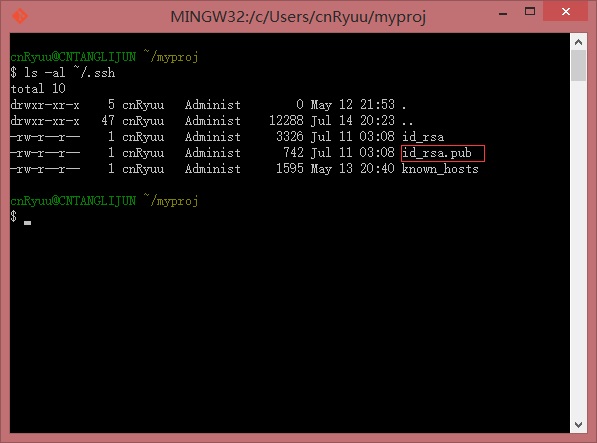 MINGW32:/c/Users/cnRyuu/myproj
cnRyuu@CNTANGLIJUN ~/myproj
$ ls -al ~/.ssh
total 10
drwxr-xr-x 5 cnRyuu Administ 0 May 12 21:53 .
drwxr-xr-x 47 cnRyuu Administ 12288 Jul 14 20:23 ..
-rw-r--r-- 1 cnRyuu Administ 3326 Jul 11 03:08 id_rsa
-rw-r--r-- 1 cnRyuu Administ 742 Jul 11 03:08 id_rsa.pub
-rw-r--r-- 1 cnRyuu Administ 1595 May 13 20:40 known_hosts
cnRyuu@CNTANGLIJUN ~/myproj
$